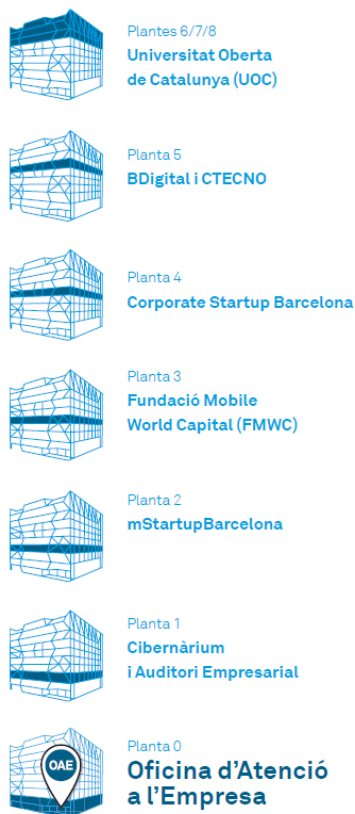 Plantes 6/7/8
Universitat Oberta
de Catalunya (UOC)
Planta 5
BDigital i CTECNO
Planta 4
Corporate Startup Barcelona
Planta 3
Fundació Mobile
World Capital (FMWC)
Planta 2
mStartupBarcelona
Planta 1
Cibernàrium
i Auditori Empresarial
OAE
Planta 0
Oficina d'Atenció
a l'Empresa